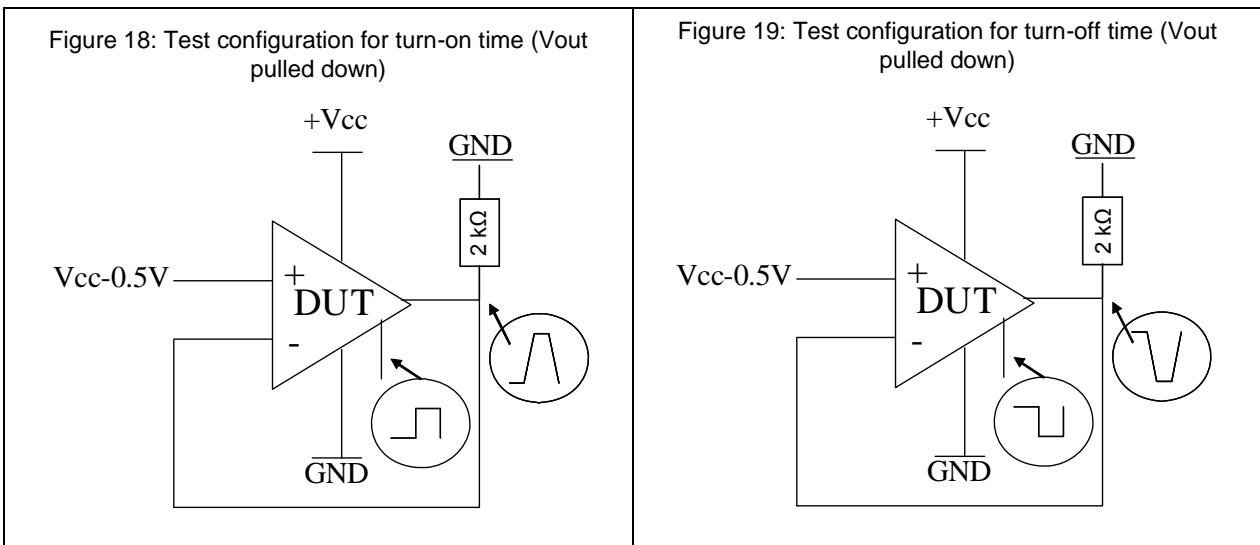 Figure 18: Test configuration for turn-on time (Vout
pulled down)
+Vcc
GND
2 kΩ
Vcc-0.5V
+
DUT
-
GND
Figure 19: Test configuration for turn-off time (Vout
pulled down)
+Vcc
GND
2 kΩ
Vcc-0.5V
+
DUT
-
GND